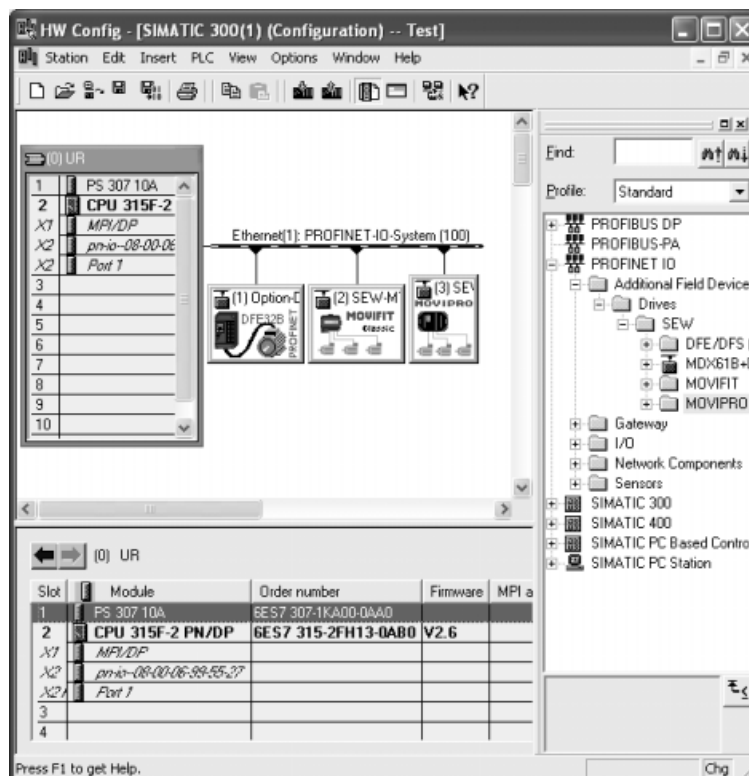 HW Config - [SIMATIC 300(1) (Configuration) -- Test]
Station Edit Insert PLC View Options Window Help
(0) UR
1 PS 307 10A
2 CPU 315F-2
X1 MPI/DP
X2 pn-io--08-00-06
X2 Port 1
3
4
5
6
7
8
9
10
Ethernet(1): PROFINET-IO-System (100)
(1) Option-D
DFE32B
PROFINET
(2) SEW-M
MOVIFIT
Classic
(3) SEW
MOVIPRO
Find:
Profile: Standard
PROFIBUS DP
PROFIBUS-PA
PROFINET IO
Additional Field Device
Drives
SEW
DFE/DFS
MDX61B+
MOVIFIT
MOVIPRO
Gateway
I/O
Network Components
Sensors
SIMATIC 300
SIMATIC 400
SIMATIC PC Based Contro
SIMATIC PC Station
(0) UR
Slot Module Order number Firmware MPI a
1 PS 307 10A 6ES7 307-1KA00-0AA0
2 CPU 315F-2 PN/DP 6ES7 315-2FH13-0AB0 V2.6
X1 MPI/DP
X2 pn-io--08-00-06-99-55-27
X2 Port 1
3
4
Press F1 to get Help.
Chg